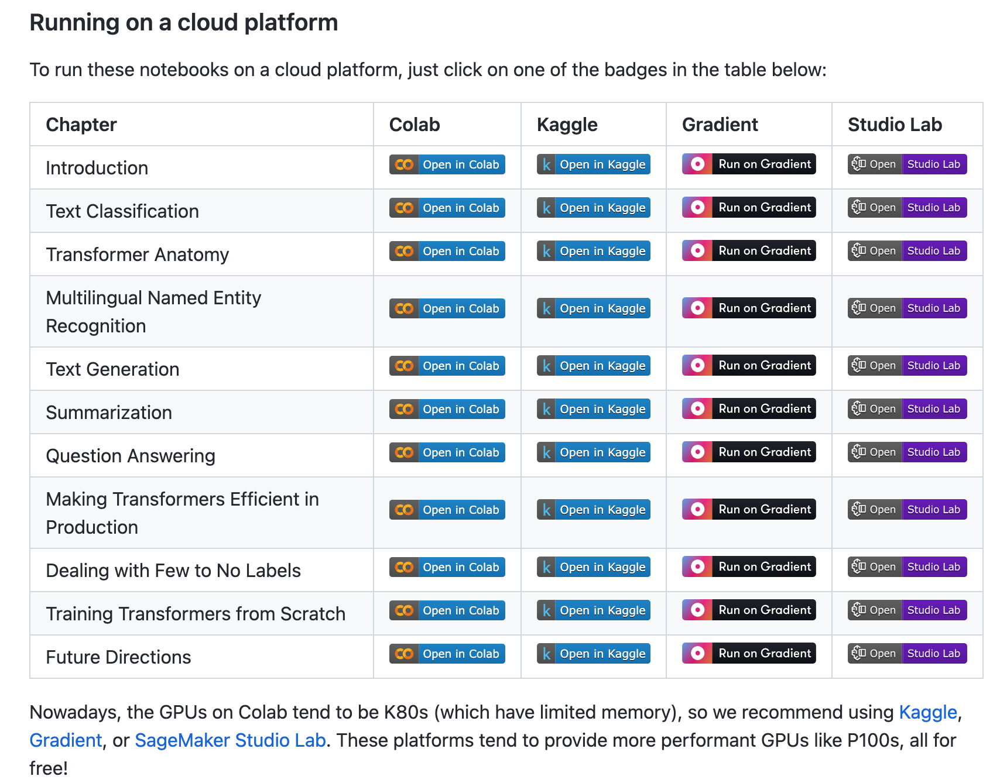 Running on a cloud platform
To run these notebooks on a cloud platform, just click on one of the badges in the table below:
Chapter Colab Kaggle Gradient Studio Lab
Introduction Open in Colab k Open in Kaggle Run on Gradient Open Studio Lab
Text Classification Open in Colab k Open in Kaggle Run on Gradient Open Studio Lab
Transformer Anatomy Open in Colab k Open in Kaggle Run on Gradient Open Studio Lab
Multilingual Named Entity
Recognition Open in Colab k Open in Kaggle Run on Gradient Open Studio Lab
Text Generation Open in Colab k Open in Kaggle Run on Gradient Open Studio Lab
Summarization Open in Colab k Open in Kaggle Run on Gradient Open Studio Lab
Question Answering Open in Colab k Open in Kaggle Run on Gradient Open Studio Lab
Making Transformers Efficient in
Production Open in Colab k Open in Kaggle Run on Gradient Open Studio Lab
Dealing with Few to No Labels Open in Colab k Open in Kaggle Run on Gradient Open Studio Lab
Training Transformers from Scratch Open in Colab k Open in Kaggle Run on Gradient Open Studio Lab
Future Directions Open in Colab k Open in Kaggle Run on Gradient Open Studio Lab
Nowadays, the GPUs on Colab tend to be K80s (which have limited memory), so we recommend using Kaggle,
Gradient, or SageMaker Studio Lab. These platforms tend to provide more performant GPUs like P100s, all for
free!